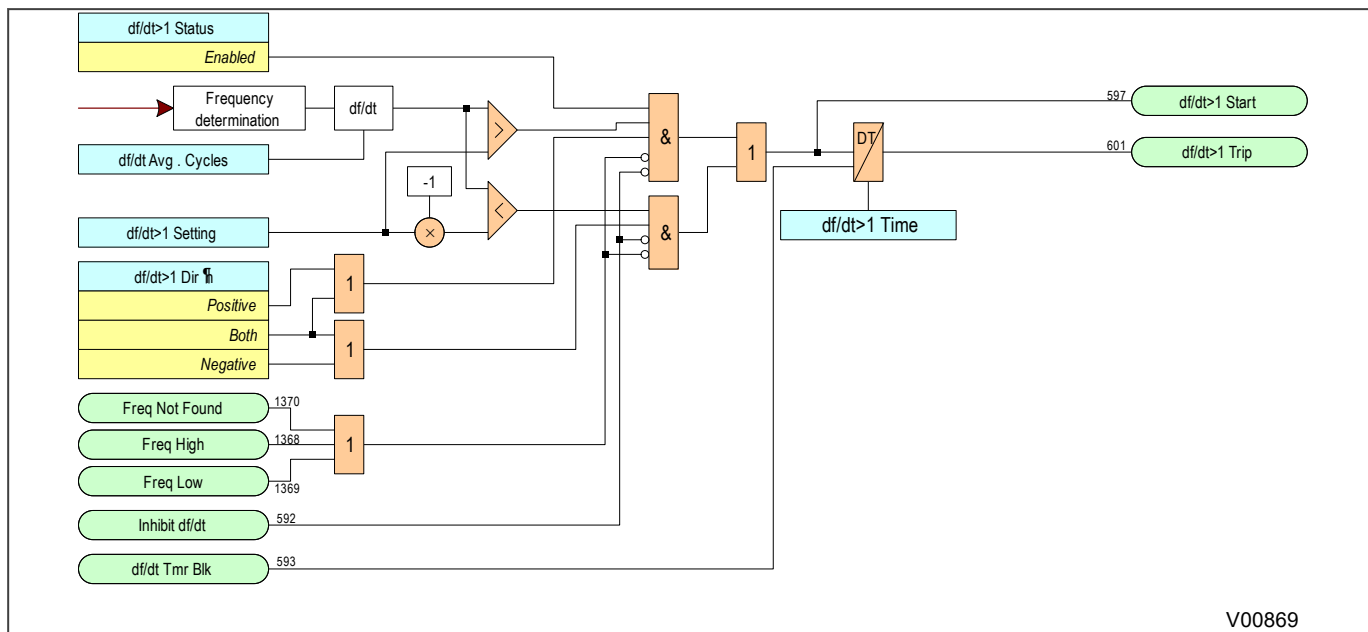 df/dt>1 Status
Enabled
Frequency
determination
df/dt
df/dt Avg . Cycles
-1
df/dt>1 Setting
×
>
<
&
&
1
DT
df/dt>1 Time
597
df/dt>1 Start
601
df/dt>1 Trip
df/dt>1 Dir ¶n
Positive
Both
Negative
1
1
Freq Not Found
1370
Freq High
1368
Freq Low
1369
1
Inhibit df/dt
592
df/dt Tmr Blk
593
V00869